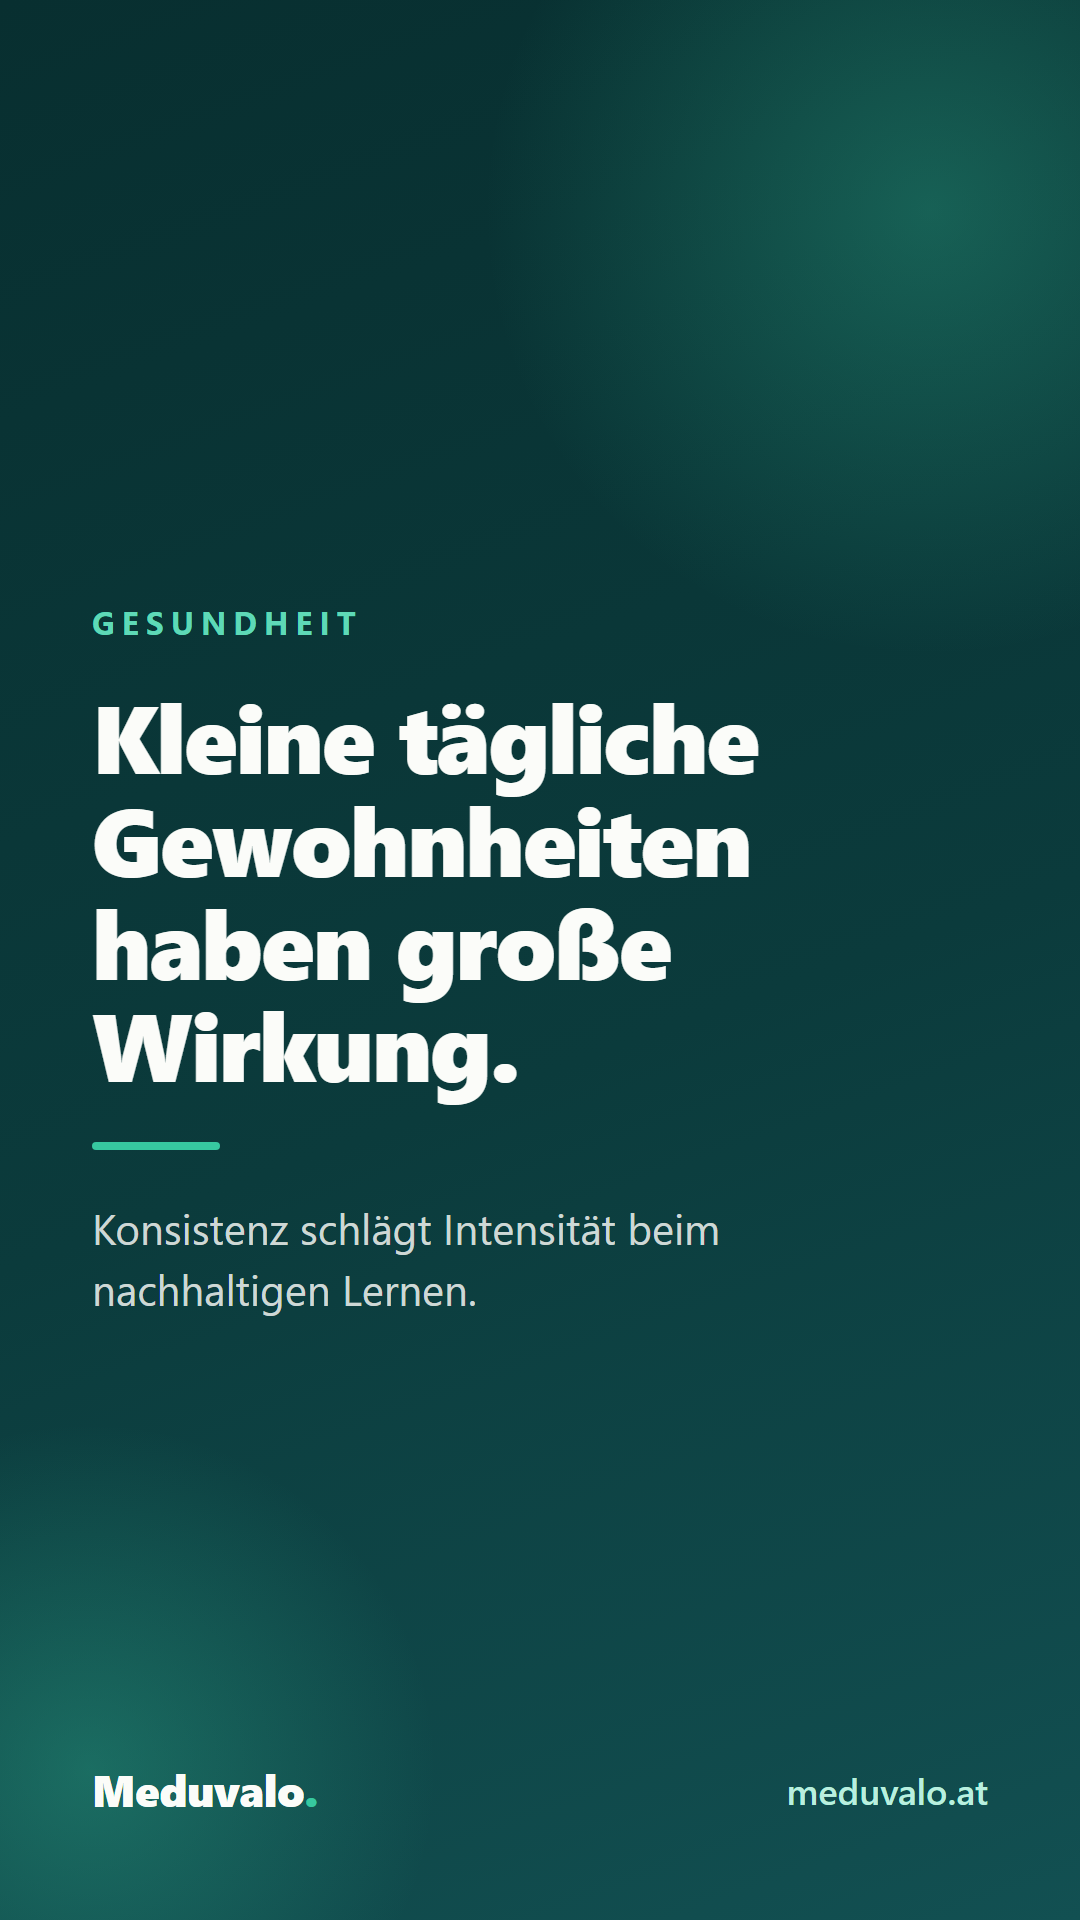 GESUNDHEIT
Kleine tägliche
Gewohnheiten
haben große
Wirkung.
Konsistenz schlägt Intensität beim
nachhaltigen Lernen.
Meduvalo.
meduvalo.at